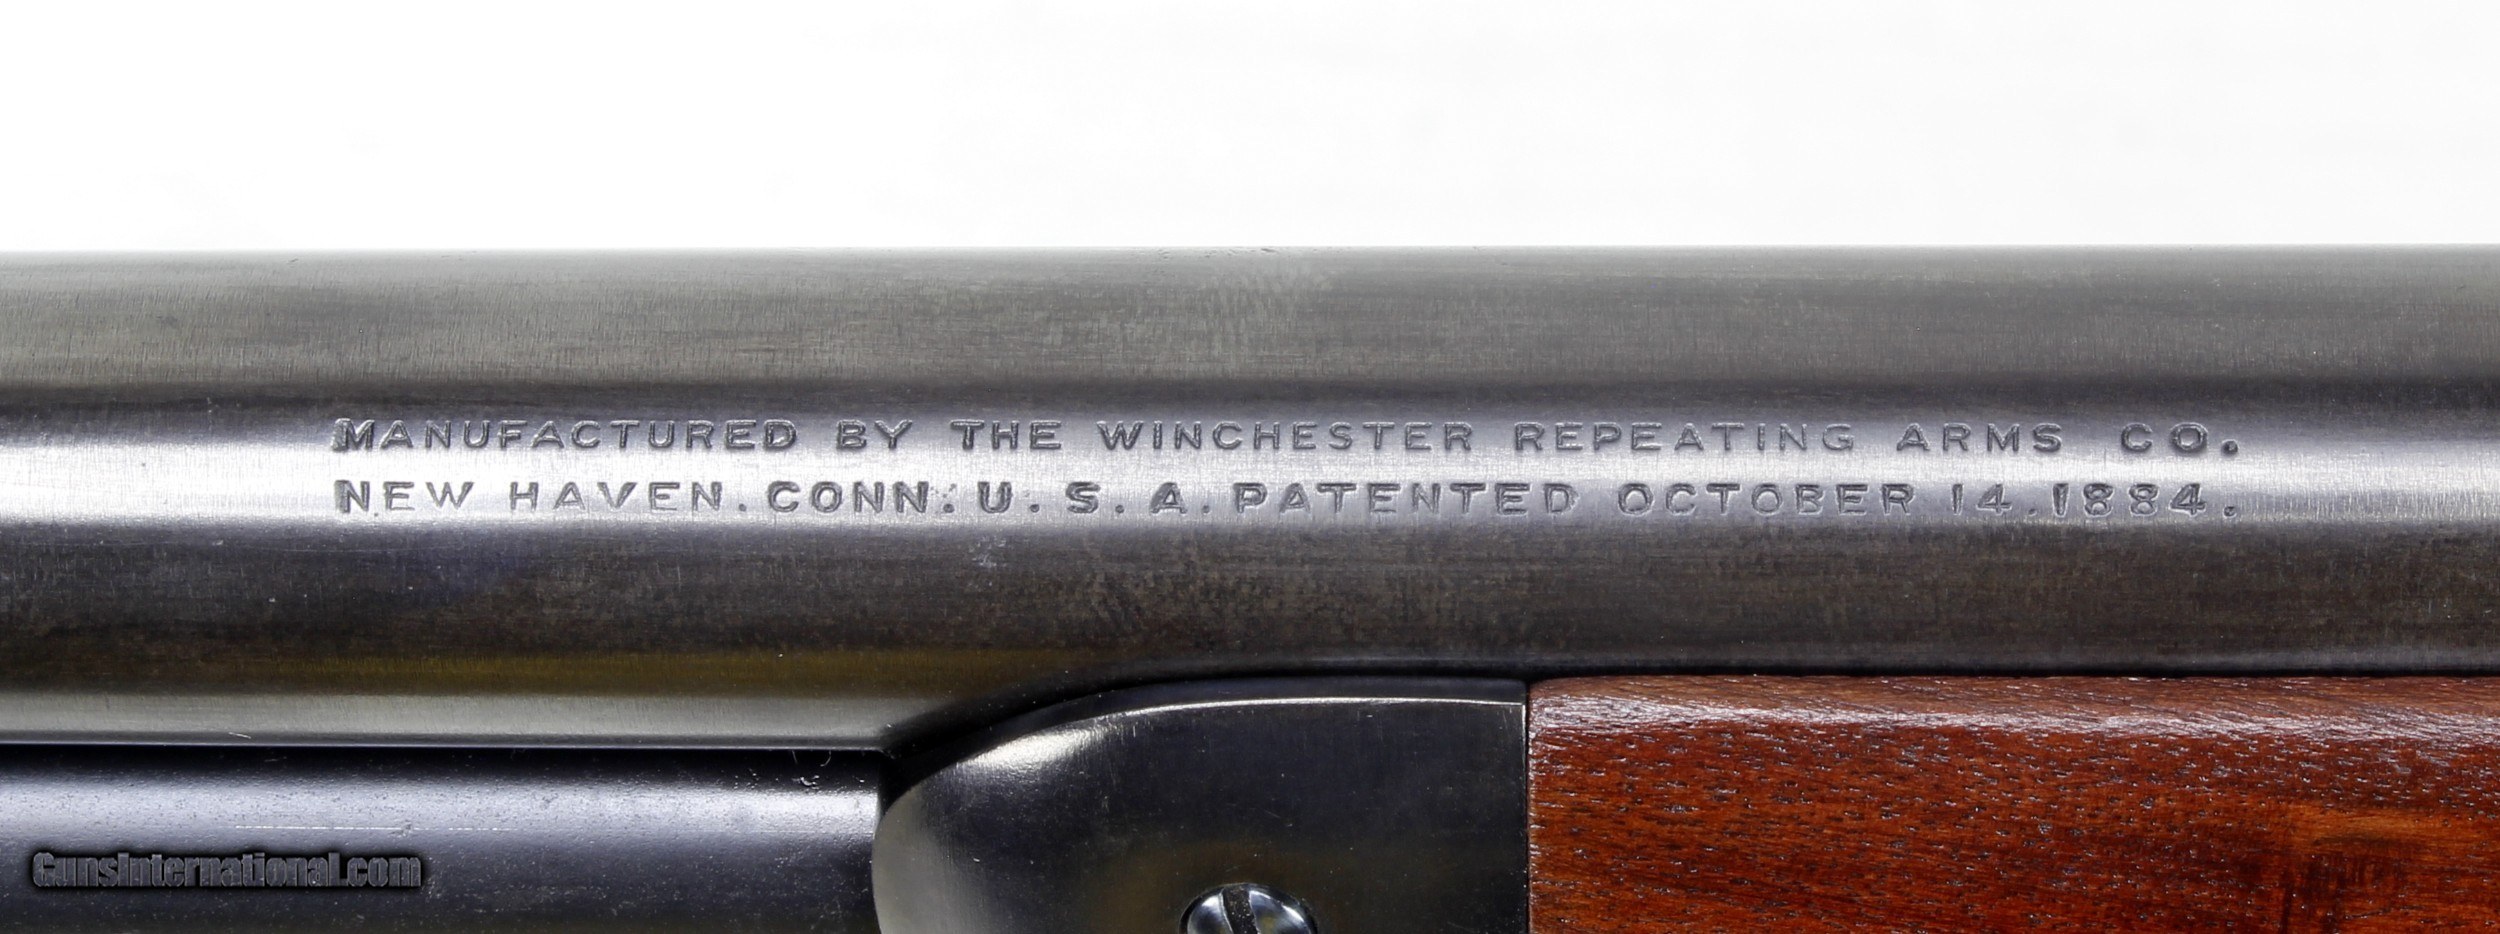 MANUFACTURED BY THE WINCHESTER REPEATING ARMS CO.
NEW HAVEN. CONN. U. S. A. PATENTED OCTOBER 14. 1884.
GunsInternational.com